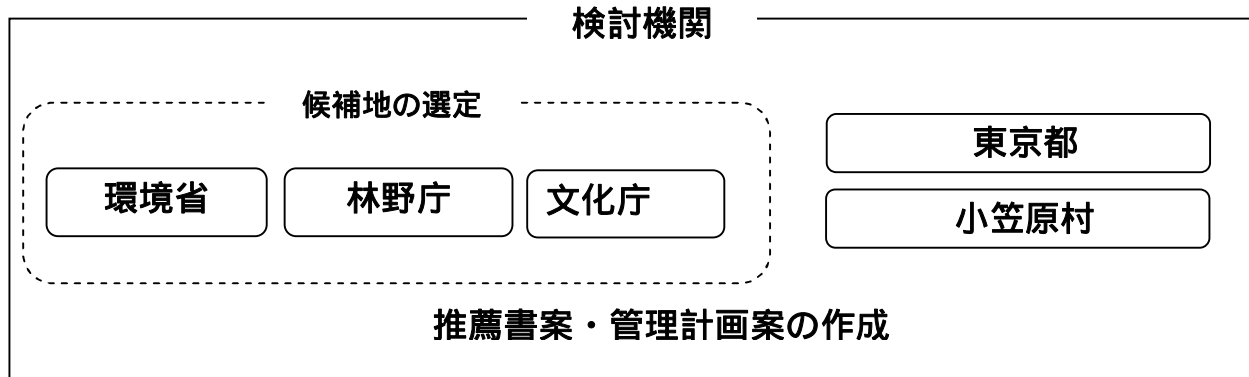 検討機関
候補地の選定
環境省
林野庁
文化庁
東京都
小笠原村
推薦書案・管理計画案の作成